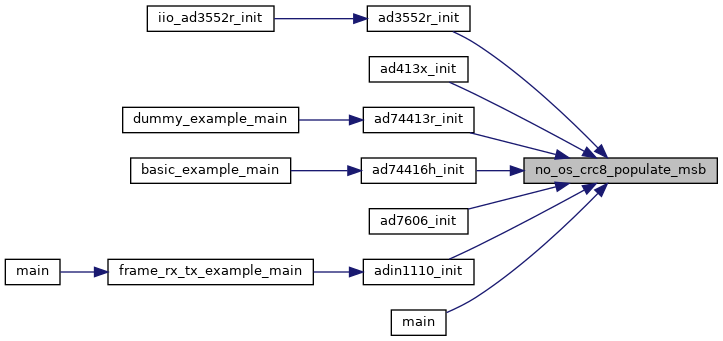 iio_ad3552r_init
ad3552r_init
ad413x_init
dummy_example_main
ad74413r_init
basic_example_main
ad74416h_init
no_os_crc8_populate_msb
ad7606_init
main
frame_rx_tx_example_main
adin1110_init
main